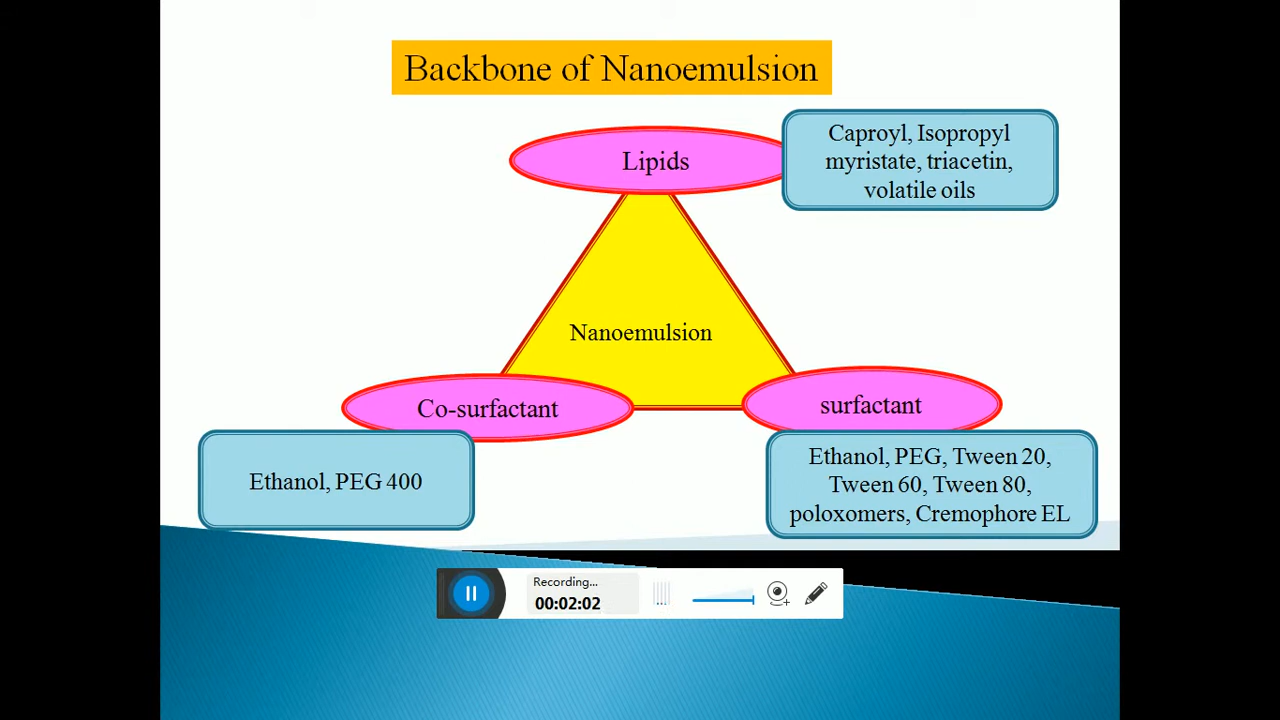 Backbone of Nanoemulsion
Lipids
Caproyl, Isopropyl
myristate, triacetin,
volatile oils
Nanoemulsion
Co-surfactant
surfactant
Ethanol, PEG 400
Ethanol, PEG, Tween 20,
Tween 60, Tween 80,
poloxomers, Cremophore EL
Recording...
00:02:02